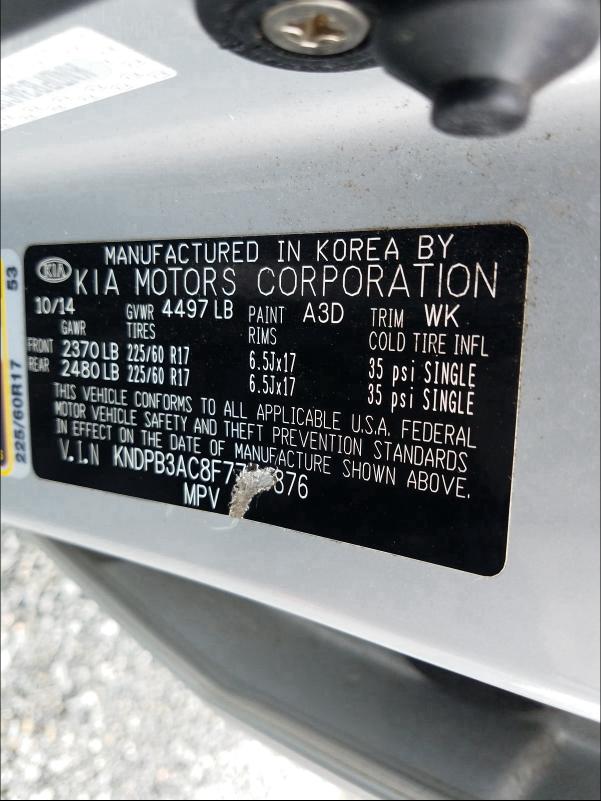 MANUFACTURED IN KOREA BY
KIA KIA MOTORS CORPORATION
10/14 GVWR 4497 LB PAINT A3D TRIM WK
GAWR TIRES RIMS COLD TIRE INFL
FRONT 2370 LB 225/60 R17 6.5Jx17 35 psi SINGLE
REAR 2480 LB 225/60 R17 6.5Jx17 35 psi SINGLE
THIS VEHICLE CONFORMS TO ALL APPLICABLE U.S.A. FEDERAL
MOTOR VEHICLE SAFETY AND THEFT PREVENTION STANDARDS
IN EFFECT ON THE DATE OF MANUFACTURE SHOWN ABOVE.
V.I.N
MPV
53
225/60R17